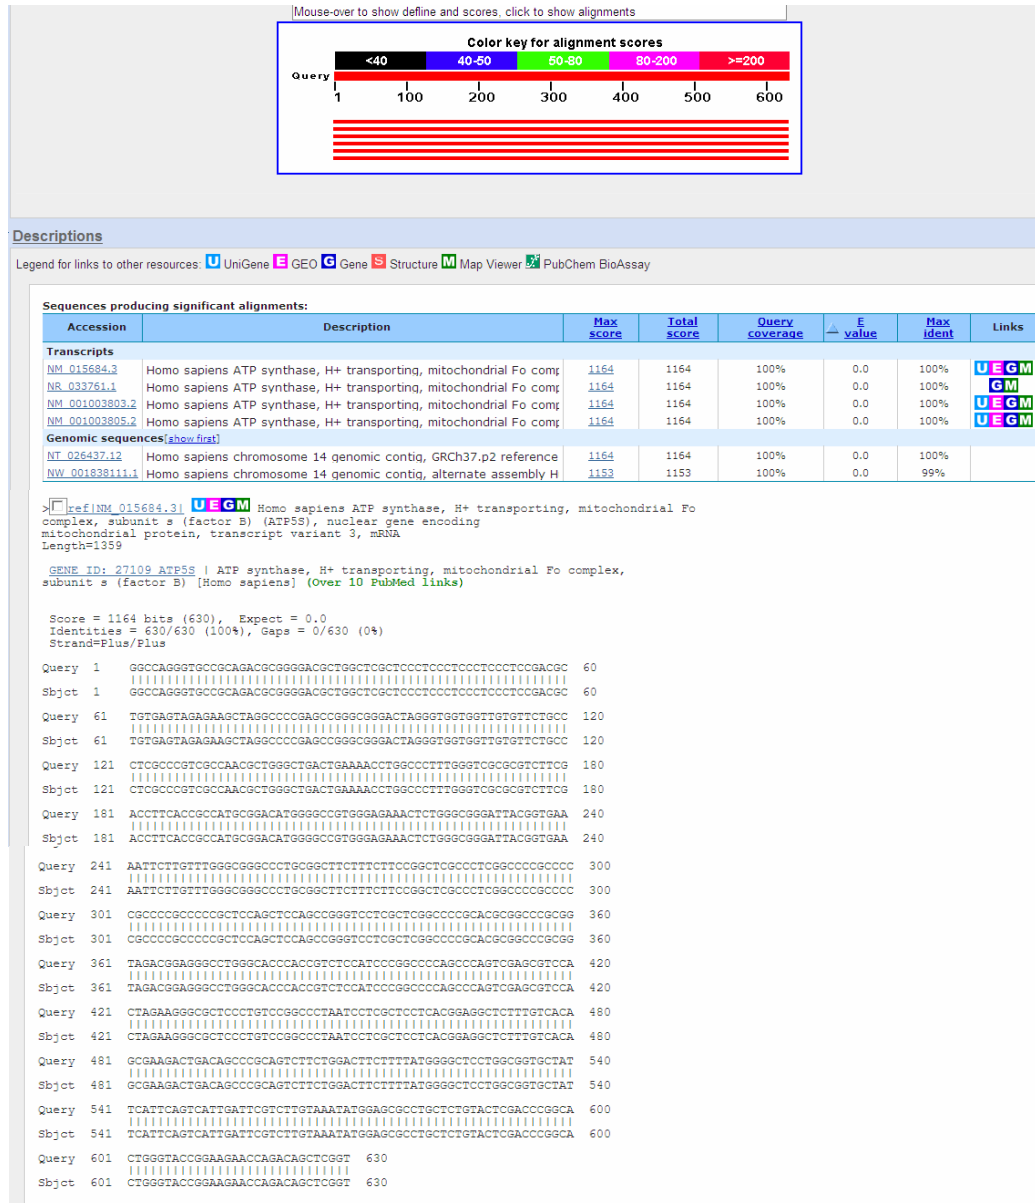 Mouse-over to show defline and scores, click to show alignments
Color key for alignment scores
<40 40-50 50-80 80-200 >=200
Query
1 100 200 300 400 500 600
Descriptions
Legend for links to other resources: U UniGene E GEO G Gene S Structure M Map Viewer PubChem BioAssay
Sequences producing significant alignments:
Accession Description Max score Total score Query coverage E value Max ident Links
Transcripts
NM_015684.3 Homo sapiens ATP synthase, H+ transporting, mitochondrial Fo comp 1164 1164 100% 0.0 100% U E G M
NR_033761.1 Homo sapiens ATP synthase, H+ transporting, mitochondrial Fo comp 1164 1164 100% 0.0 100% G M
NM_001003803.2 Homo sapiens ATP synthase, H+ transporting, mitochondrial Fo comp 1164 1164 100% 0.0 100% U E G M
NM_001003805.2 Homo sapiens ATP synthase, H+ transporting, mitochondrial Fo comp 1164 1164 100% 0.0 100% U E G M
Genomic sequences[show first]
NT_026437.12 Homo sapiens chromosome 14 genomic contig, GRCh37.p2 reference 1164 1164 100% 0.0 100%
NW_001838111.1 Homo sapiens chromosome 14 genomic contig, alternate assembly H 1153 1153 100% 0.0 99%
>ref|NM_015684.3| U E G M Homo sapiens ATP synthase, H+ transporting, mitochondrial Fo
complex, subunit s (factor B) (ATP5S), nuclear gene encoding
mitochondrial protein, transcript variant 3, mRNA
Length=1359
GENE ID: 27109 ATP5S | ATP synthase, H+ transporting, mitochondrial Fo complex,
subunit s (factor B) [Homo sapiens] (Over 10 PubMed links)
Score = 1164 bits (630), Expect = 0.0
Identities = 630/630 (100%), Gaps = 0/630 (0%)
Strand=Plus/Plus
Query 1 GGCCAGGGTGCCGCAGACGCGGGGACGCTGGCTCGCTCCCTCCCTCCCTCCCTCCGACGC 60
Sbjct 1 GGCCAGGGTGCCGCAGACGCGGGGACGCTGGCTCGCTCCCTCCCTCCCTCCCTCCGACGC 60
Query 61 TGTGAGTAGAGAAGCTAGGCCCCGAGCCGGGCGGGACTAGGGTGGTGGTTGTGTTCTGCC 120
Sbjct 61 TGTGAGTAGAGAAGCTAGGCCCCGAGCCGGGCGGGACTAGGGTGGTGGTTGTGTTCTGCC 120
Query 121 CTCGCCCGTCGCCAACGCTGGGCTGACTGAAAACCTGGCCCTTTGGGTCGCGCGTCTTCG 180
Sbjct 121 CTCGCCCGTCGCCAACGCTGGGCTGACTGAAAACCTGGCCCTTTGGGTCGCGCGTCTTCG 180
Query 181 ACCTTCACCGCCATGCGGACATGGGGCCGTGGGAGAAACTCTGGGCGGGATTACGGTGAA 240
Sbjct 181 ACCTTCACCGCCATGCGGACATGGGGCCGTGGGAGAAACTCTGGGCGGGATTACGGTGAA 240
Query 241 AATTCTTGTTTGGGCGGGCCCTGCGGCTTCTTTCTTCCGGCTCGCCCTCGGCCCCGCCCC 300
Sbjct 241 AATTCTTGTTTGGGCGGGCCCTGCGGCTTCTTTCTTCCGGCTCGCCCTCGGCCCCGCCCC 300
Query 301 CGCCCCGCCCCCGCTCCAGCTCCAGCCGGGTCCTCGCTCGGCCCCGCACGCGGCCCGCGG 360
Sbjct 301 CGCCCCGCCCCCGCTCCAGCTCCAGCCGGGTCCTCGCTCGGCCCCGCACGCGGCCCGCGG 360
Query 361 TAGACGGAGGGCCTGGGCACCCACCGTCTCCATCCCGGCCCCAGCCCAGTCGAGCGTCCA 420
Sbjct 361 TAGACGGAGGGCCTGGGCACCCACCGTCTCCATCCCGGCCCCAGCCCAGTCGAGCGTCCA 420
Query 421 CTAGAAGGGCGCTCCCTGTCCGGCCCTAATCCTCGCTCCTCACGGAGGCTCTTTGTCACA 480
Sbjct 421 CTAGAAGGGCGCTCCCTGTCCGGCCCTAATCCTCGCTCCTCACGGAGGCTCTTTGTCACA 480
Query 481 GCGAAGACTGACAGCCCGCAGTCTTCTGGACTTCTTTTATGGGGCTCCTGGCGGTGCTAT 540
Sbjct 481 GCGAAGACTGACAGCCCGCAGTCTTCTGGACTTCTTTTATGGGGCTCCTGGCGGTGCTAT 540
Query 541 TCATTCAGTCATTGATTCGTCTTGTAAATATGGAGCGCCTGCTCTGTACTCGACCCGGCA 600
Sbjct 541 TCATTCAGTCATTGATTCGTCTTGTAAATATGGAGCGCCTGCTCTGTACTCGACCCGGCA 600
Query 601 CTGGGTACCGGAAGAACCAGACAGCTCGGT 630
Sbjct 601 CTGGGTACCGGAAGAACCAGACAGCTCGGT 630